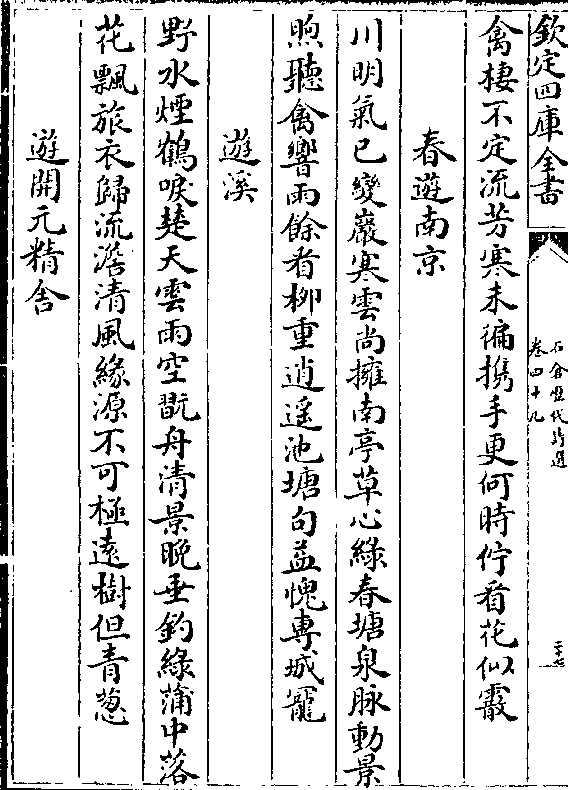 欽定四庫全書
石倉歷代詩選
卷四十九
二十七
禽棲不定流芳寒未徧携手更何時佇看花似霰
春遊南京
川明氣已變巖寒雲尚擁南亭草心綠春塘泉脉動景
煦聽禽響雨餘看柳重逍遥池塘句益愧專城寵
遊溪
野水煙鶴唳楚天雲雨空翫舟清景晩垂釣綠蒲中落
花飄旅衣歸流澹清風緣源不可極遠樹但青葱
遊開元精舍